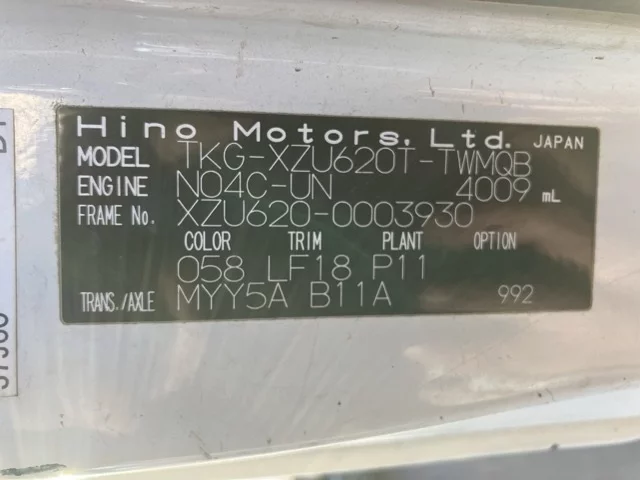 Hino Motors, Ltd. JAPAN
MODEL TKG-XZU620T-TWMQB
ENGINE N04C-UN 4009 mL
FRAME No. XZU620-0003930
COLOR TRIM PLANT OPTION
058 LF18 P11
TRANS./AXLE MYY5A B11A 992